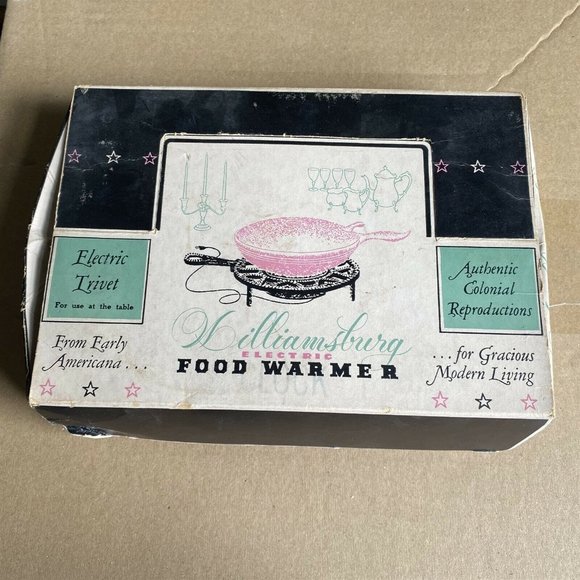 Electric
Trivet
For use at the table
From Early
Americana . . .
Williamsburg
ELECTRIC
FOOD WARMER
Authentic
Colonial
Reproductions
. . . for Gracious
Modern Living